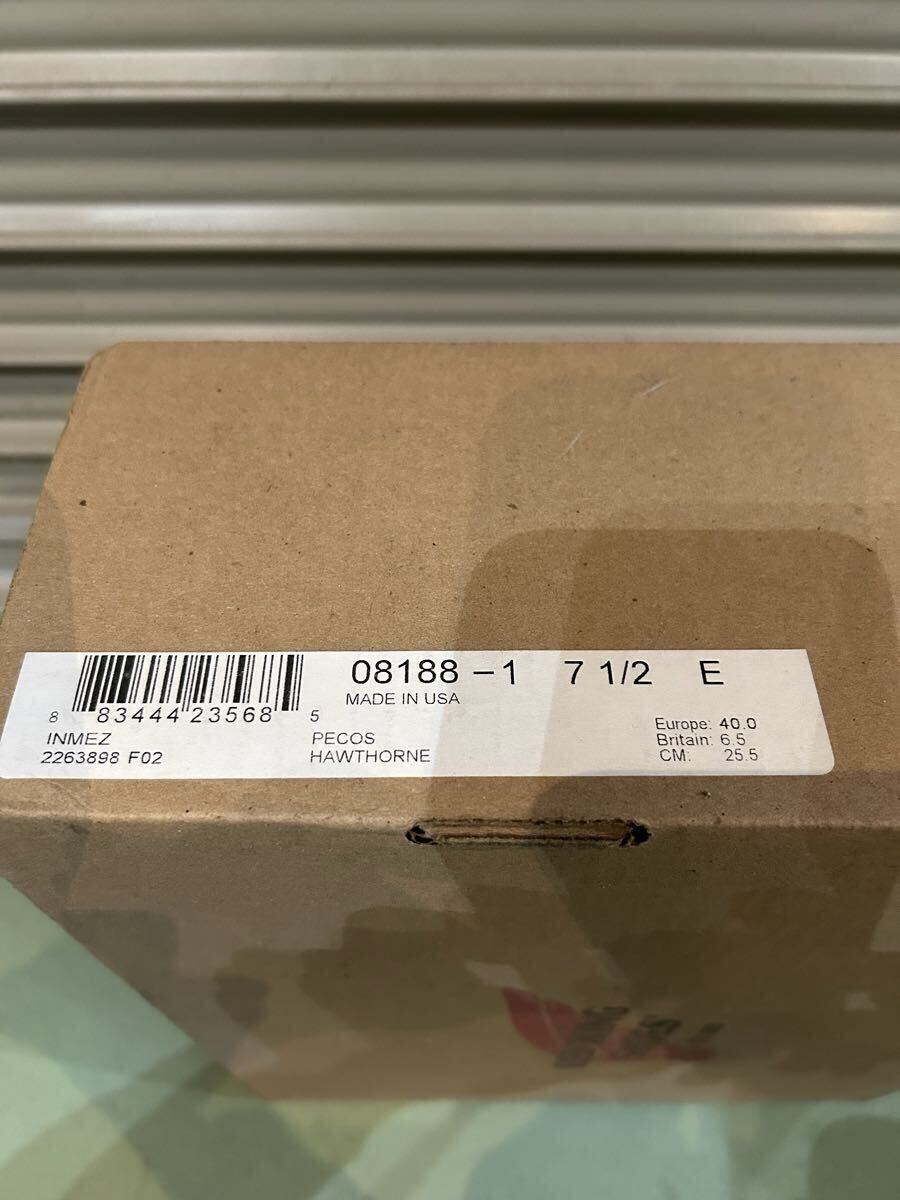 08188 – 1 7 1/2 E
MADE IN USA
8 83444 23568 5
INMEZ
2263898 F02
PECOS
HAWTHORNE
Europe: 40.0
Britain: 6.5
CM: 25.5